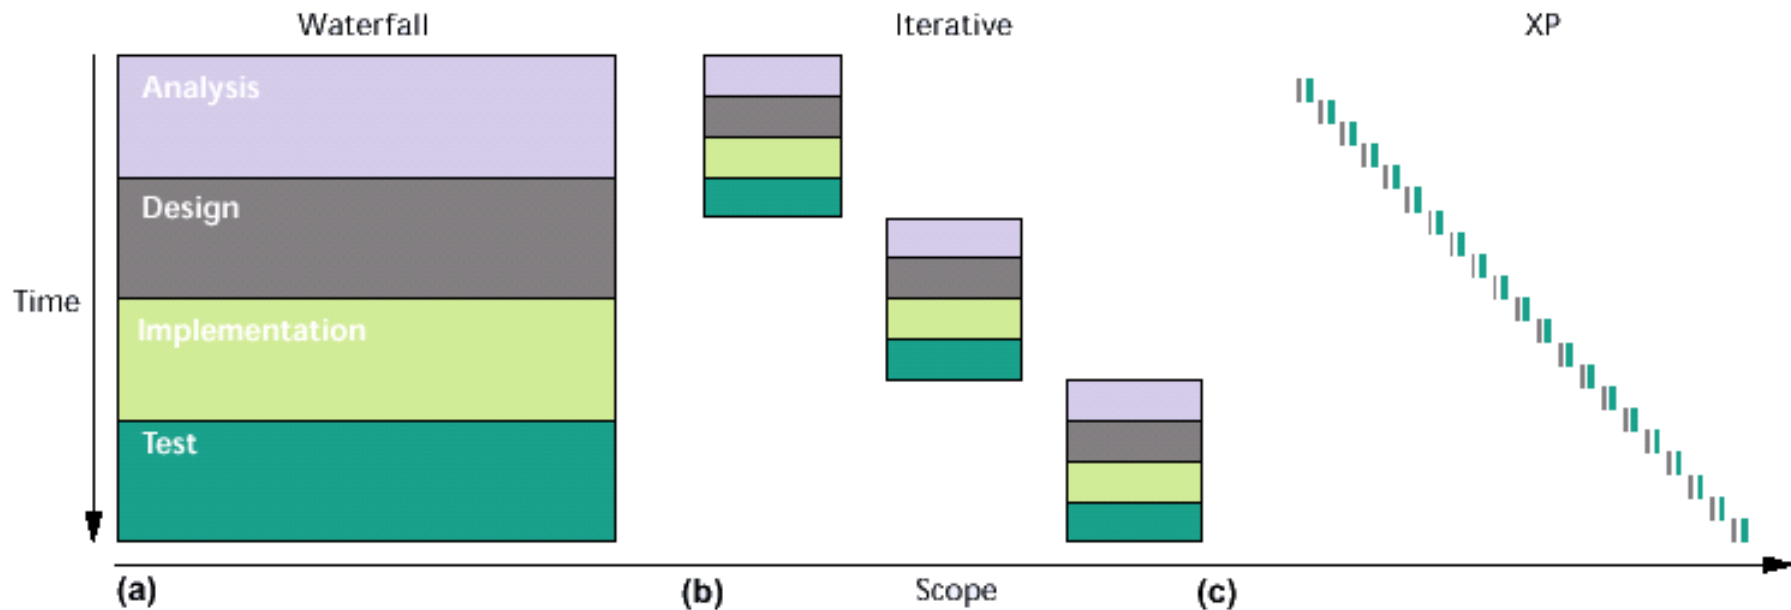 Waterfall
Iterative
XP
Analysis
Design
Time
Implementation
Test
(a)
(b)
Scope
(c)